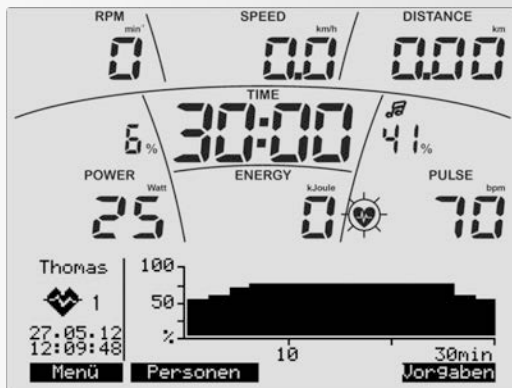 RPM SPEED DISTANCE
min⁻ km/h km
0 0.0 0.00
TIME
6% 30:00 41%
POWER ENERGY PULSE
Watt kJoule bpm
25 0 70
Thomas
1
27.05.12
12:09:48
100
50
%
10 30min
Menü Personen Vorgaben